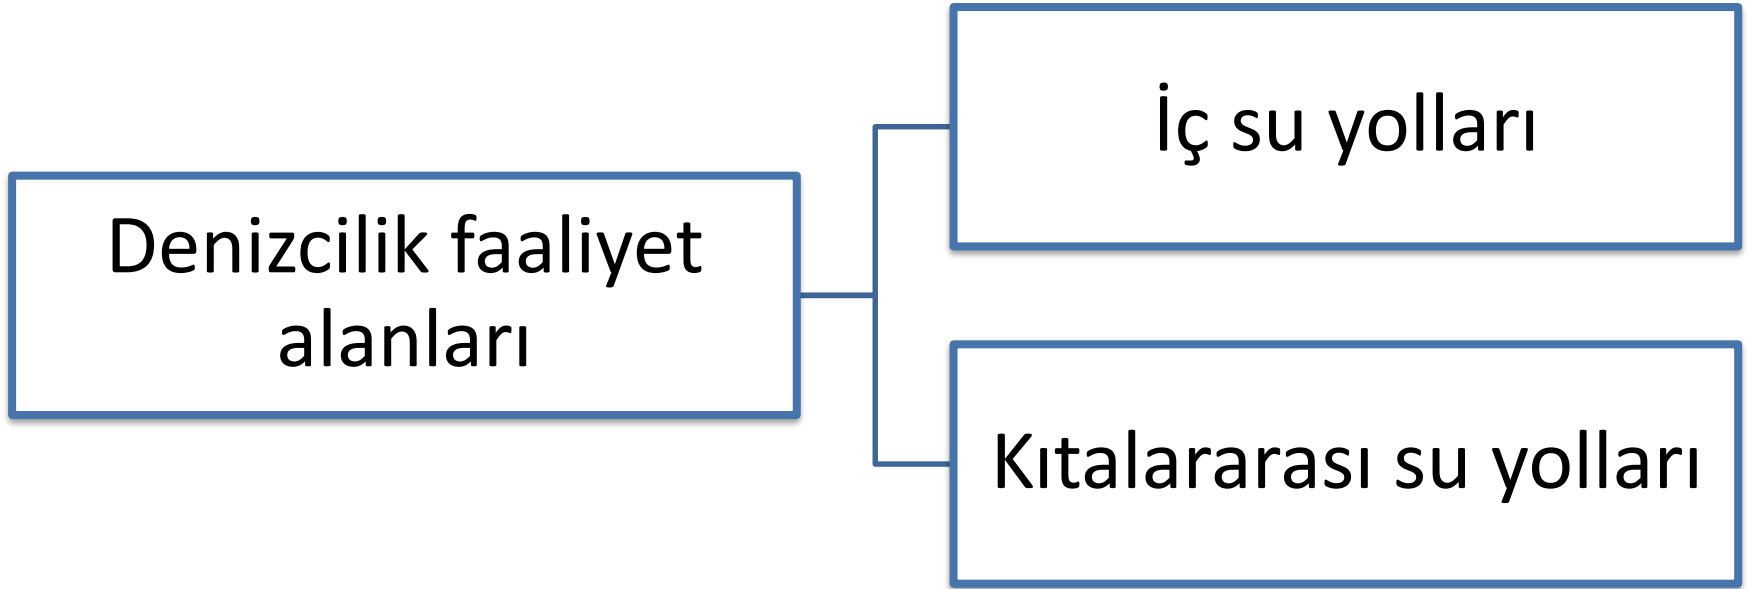 Denizcilik faaliyet
alanları
İç su yolları
Kıtalararası su yolları